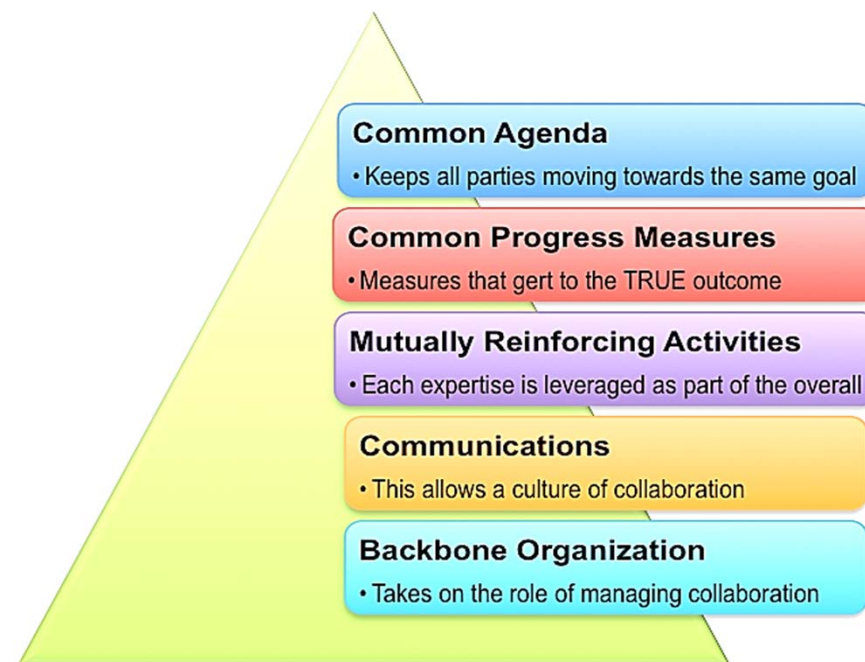 Common Agenda
• Keeps all parties moving towards the same goal
Common Progress Measures
• Measures that gert to the TRUE outcome
Mutually Reinforcing Activities
• Each expertise is leveraged as part of the overall
Communications
• This allows a culture of collaboration
Backbone Organization
• Takes on the role of managing collaboration